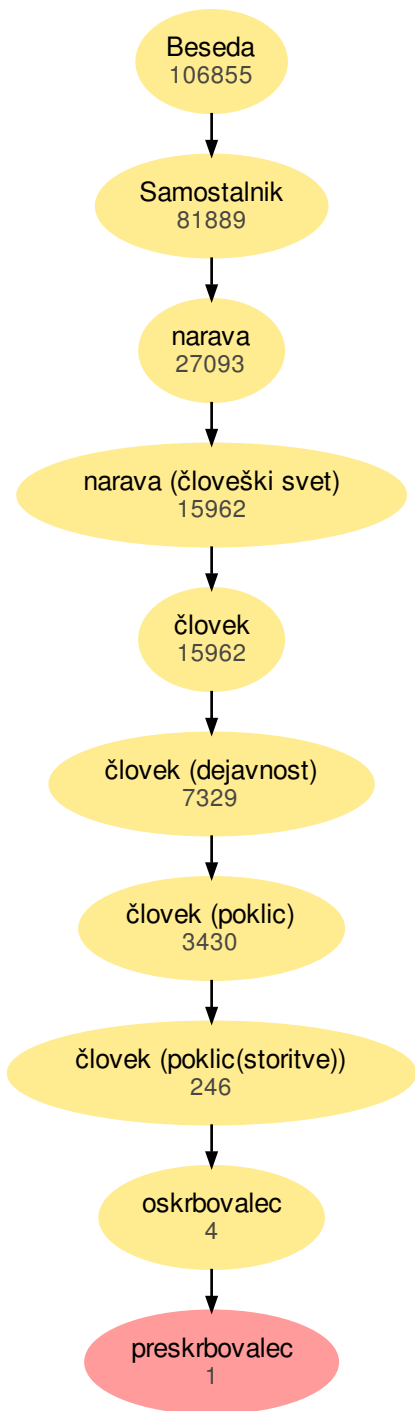 Beseda
106855
Samostalnik
81889
narava
27093
narava (človeški svet)
15962
človek
15962
človek (dejavnost)
7329
človek (poklic)
3430
človek (poklic(storitve))
246
oskrbovalec
4
preskrbovalec
1